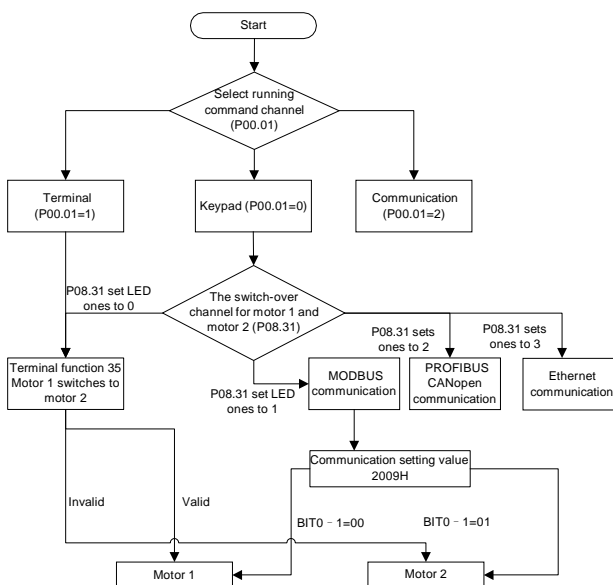 Start
Select running
command channel
(P00.01)
Terminal
(P00.01=1)
Keypad (P00.01=0)
Communication
(P00.01=2)
P08.31 set LED
ones to 0
The switch-over
channel for motor 1 and
motor 2 (P08.31)
P08.31 sets
ones to 2
P08.31 sets
ones to 3
Terminal function 35
Motor 1 switches to
motor 2
P08.31 set LED
ones to 1
MODBUS
communication
PROFIBUS
CANopen
communication
Ethernet
communication
Communication setting value
2009H
Invalid
Valid
BIT0-1=00
BIT0-1=01
Motor 1
Motor 2